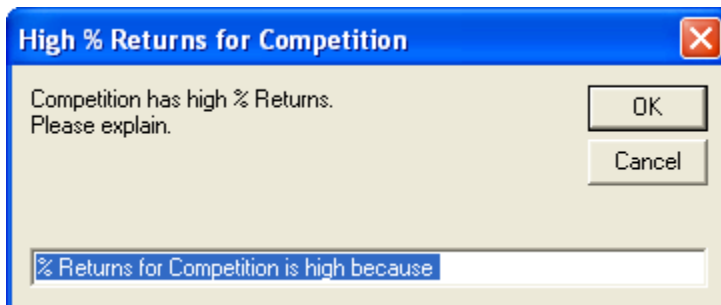 High % Returns for Competition
Competition has high % Returns.
Please explain.
OK
Cancel
% Returns for Competition is high because